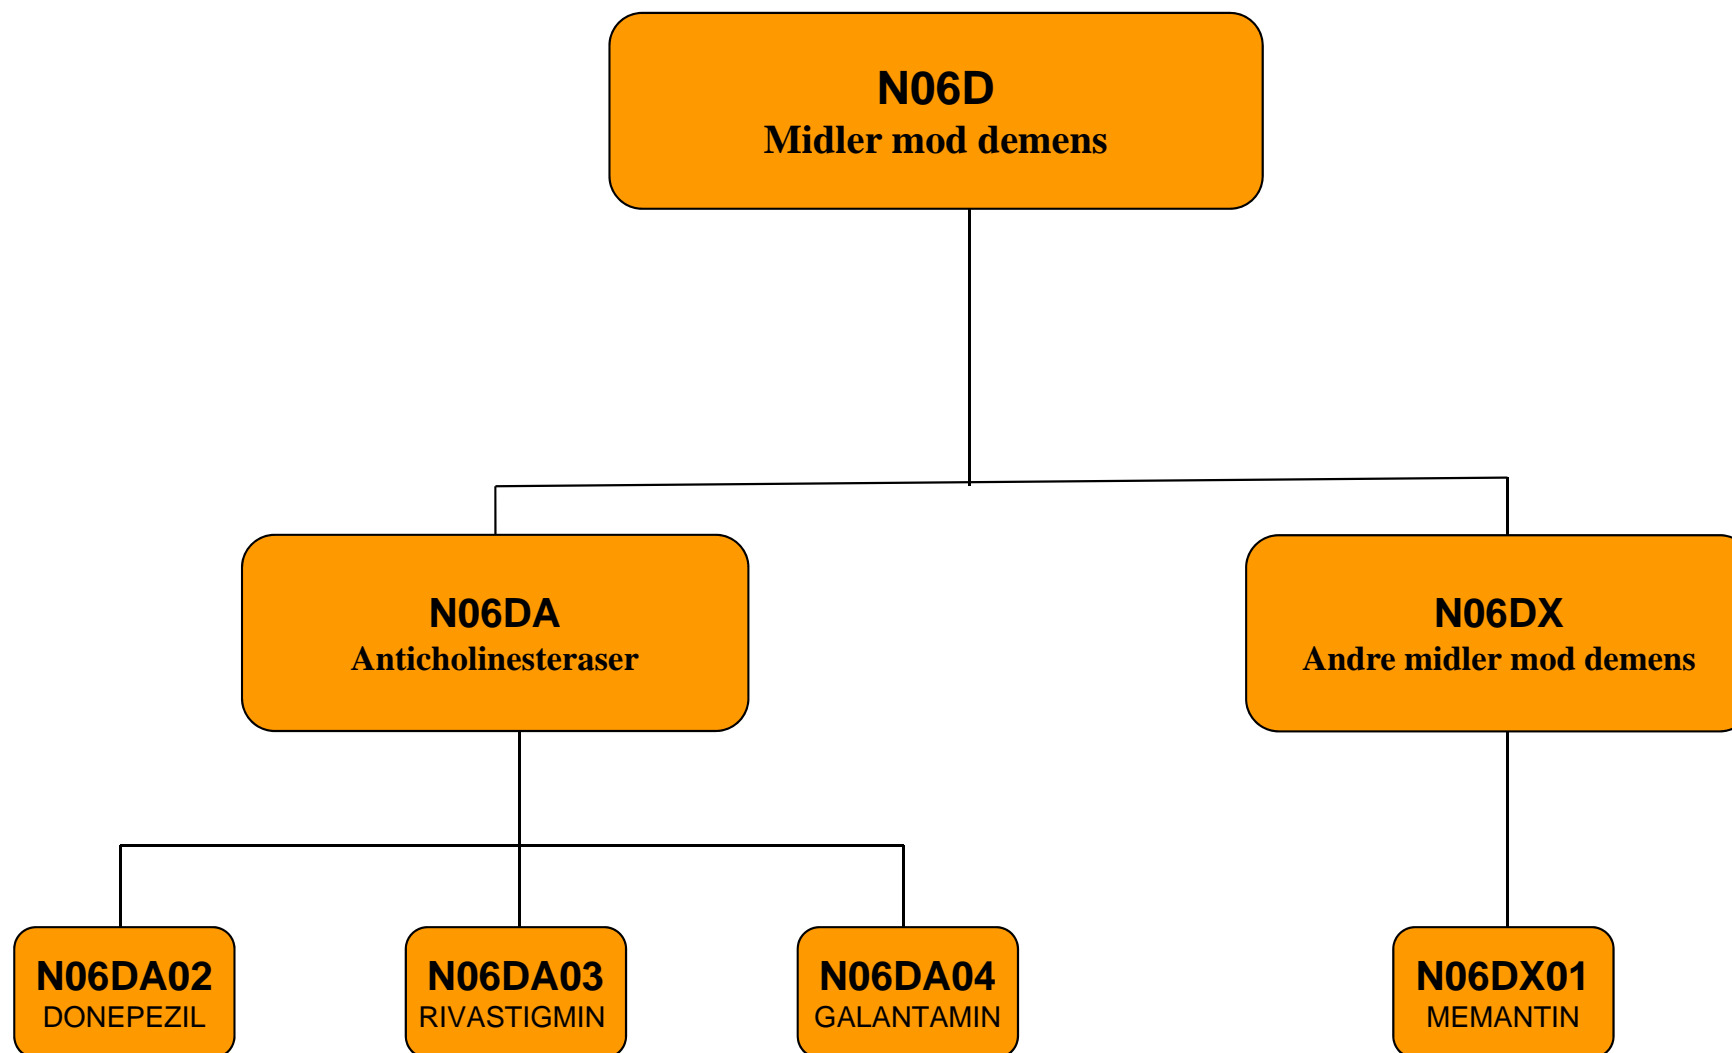 N06D
Midler mod demens
N06DA
Anticholinesteraser
N06DX
Andre midler mod demens
N06DA02
DONEPEZIL
N06DA03
RIVASTIGMIN
N06DA04
GALANTAMIN
N06DX01
MEMANTIN